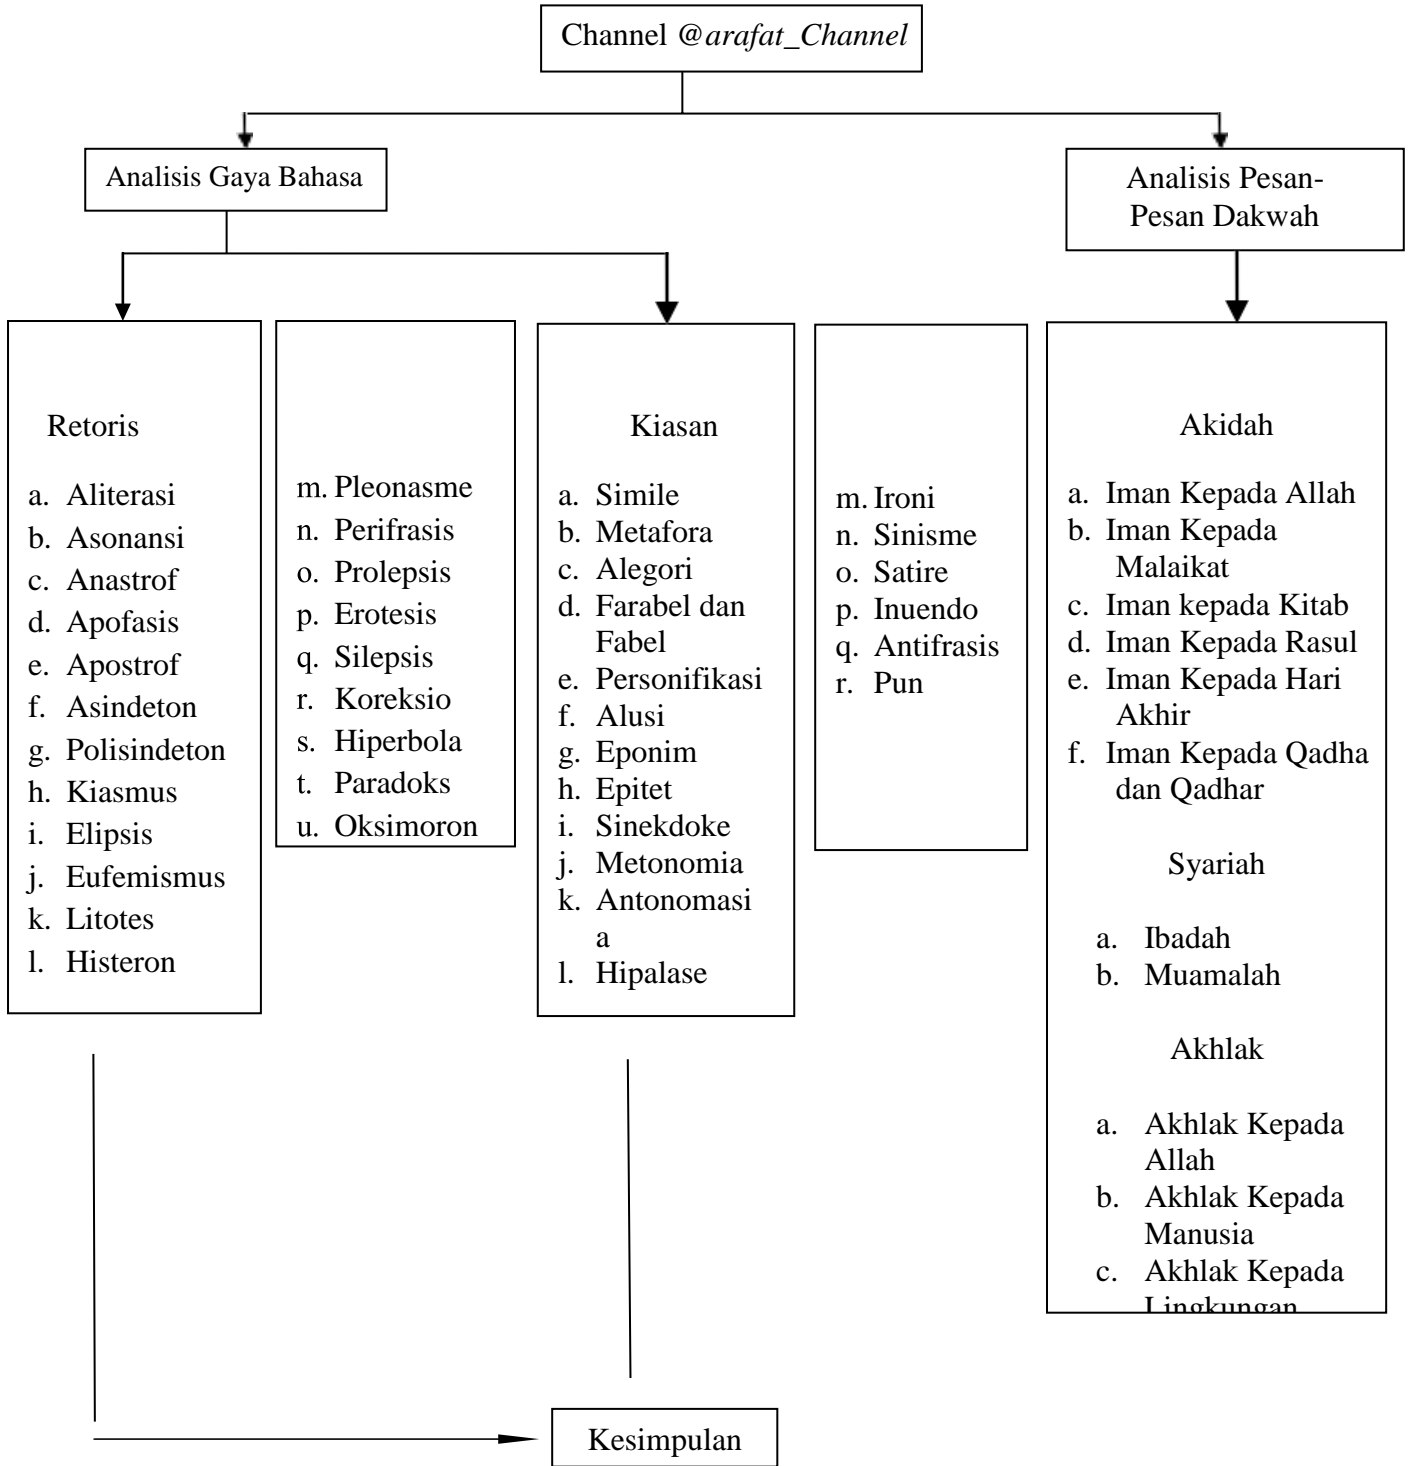 Channel @arafat_Channel
Analisis Gaya Bahasa
Analisis Pesan-
Pesan Dakwah
Retoris
a. Aliterasi
b. Asonansi
c. Anastrof
d. Apofasis
e. Apostrof
f. Asindeton
g. Polisindeton
h. Kiasmus
i. Elipsis
j. Eufemismus
k. Litotes
l. Histeron
m. Pleonasme
n. Perifrasis
o. Prolepsis
p. Erotesis
q. Silepsis
r. Koreksio
s. Hiperbola
t. Paradoks
u. Oksimoron
Kiasan
a. Simile
b. Metafora
c. Alegori
d. Farabel dan
Fabel
e. Personifikasi
f. Alusi
g. Eponim
h. Epitet
i. Sinekdoke
j. Metonomia
k. Antonomasi
a
l. Hipalase
m. Ironi
n. Sinisme
o. Satire
p. Inuendo
q. Antifrasis
r. Pun
Akidah
a. Iman Kepada Allah
b. Iman Kepada
Malaikat
c. Iman kepada Kitab
d. Iman Kepada Rasul
e. Iman Kepada Hari
Akhir
f. Iman Kepada Qadha
dan Qadhar
Syariah
a. Ibadah
b. Muamalah
Akhlak
a. Akhlak Kepada
Allah
b. Akhlak Kepada
Manusia
c. Akhlak Kepada
Lingkungan
Kesimpulan